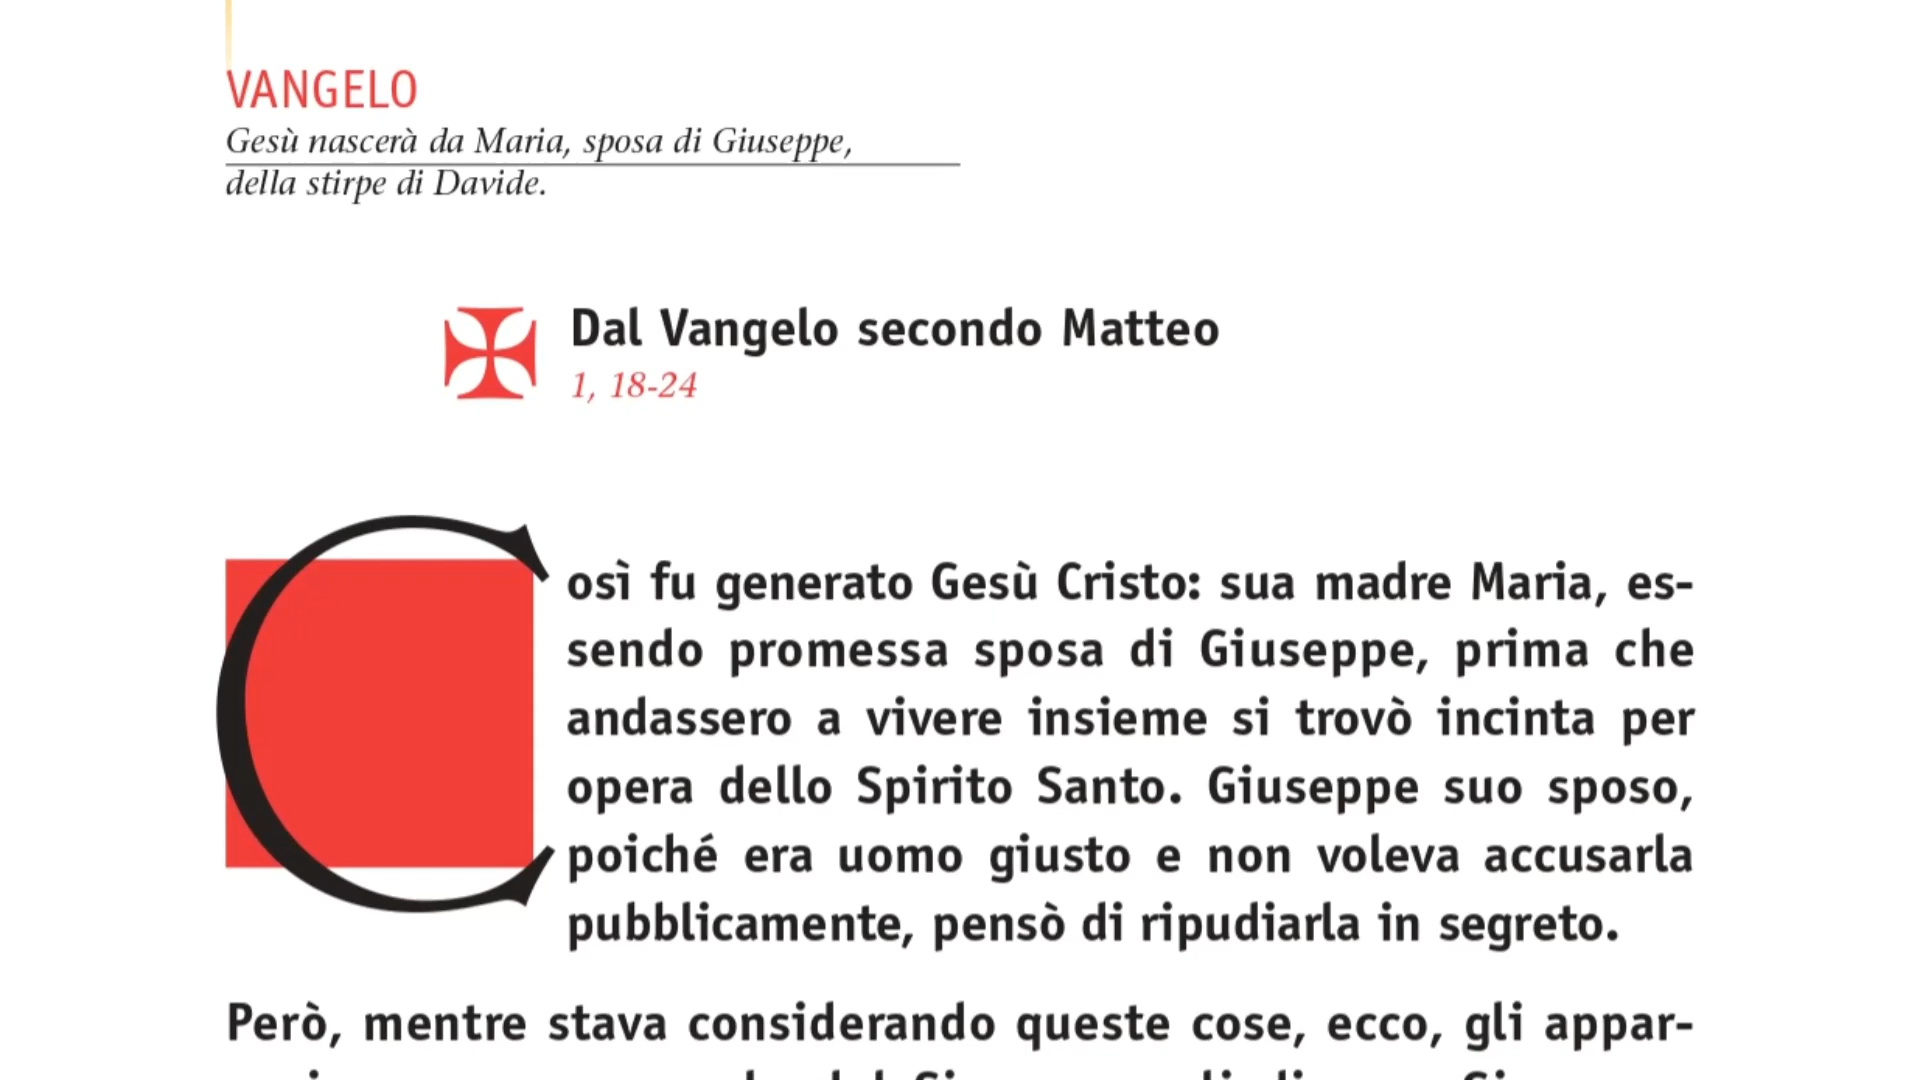 VANGELO
Gesù nascerà da Maria, sposa di Giuseppe,
della stirpe di Davide.
Dal Vangelo secondo Matteo
1, 18-24
Così fu generato Gesù Cristo: sua madre Maria, es-
sendo promessa sposa di Giuseppe, prima che
andassero a vivere insieme si trovò incinta per
opera dello Spirito Santo. Giuseppe suo sposo,
poiché era uomo giusto e non voleva accusarla
pubblicamente, pensò di ripudiarla in segreto.
Però, mentre stava considerando queste cose, ecco, gli appar-